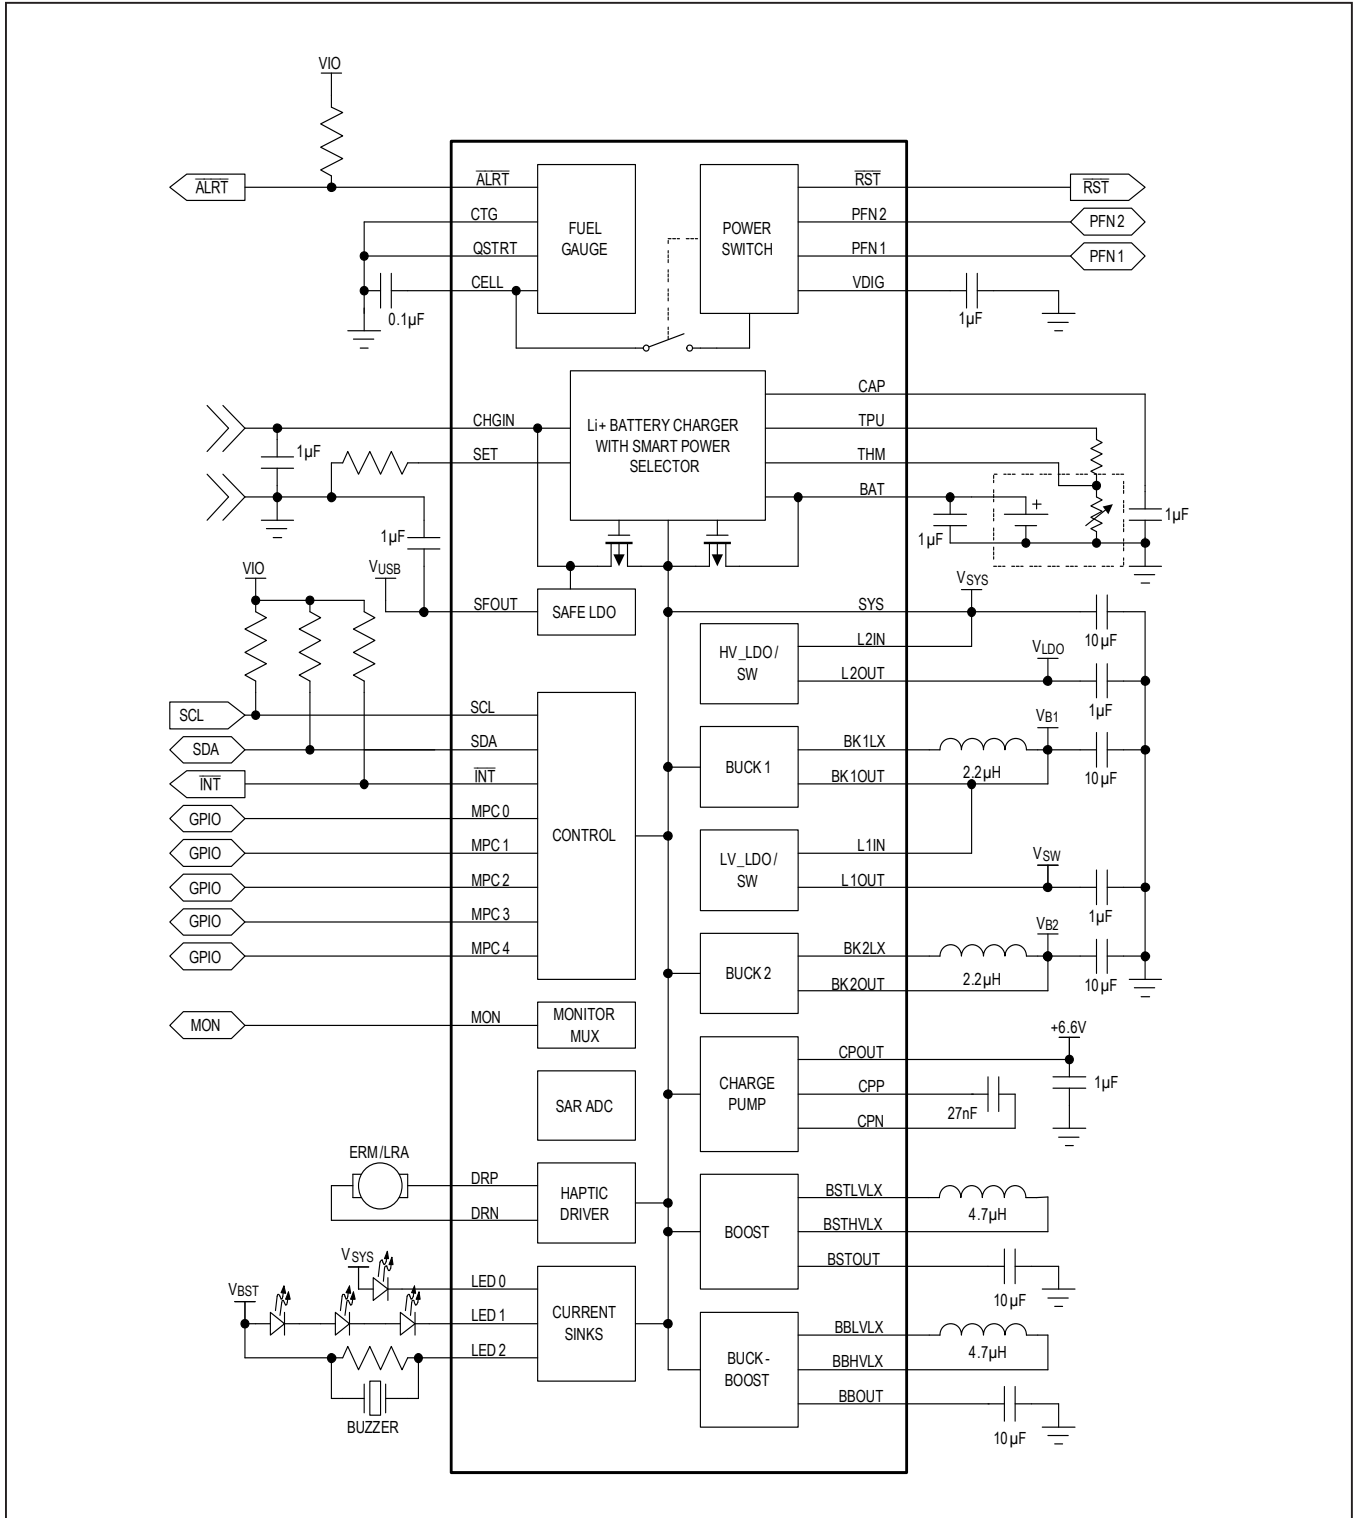 VIO
ALRT
ALRT
CTG
QSTRT
CELL
0.1µF
FUEL
GAUGE
POWER
SWITCH
RST
PFN2
PFN1
VDIG
1µF
RST
PFN2
PFN1
CHGIN
SET
1µF
1µF
Li+ BATTERY CHARGER
WITH SMART POWER
SELECTOR
CAP
TPU
THM
BAT
1µF
+
1µF
VUSB
SFOUT
SAFE LDO
VIO
SYS
VSYS
10µF
HV_LDO/
SW
L2IN
L2OUT
VLDO
1µF
SCL
SDA
INT
GPIO
GPIO
GPIO
GPIO
GPIO
SCL
SDA
INT
MPC0
MPC1
MPC2
MPC3
MPC4
CONTROL
BUCK1
BK1LX
BK1OUT
2.2µH
VB1
10µF
LV_LDO/
SW
L1IN
L1OUT
VSW
1µF
BUCK2
BK2LX
BK2OUT
2.2µH
VB2
10µF
MON
MON
MONITOR
MUX
SAR ADC
CHARGE
PUMP
CPOUT
CPP
CPN
27nF
+6.6V
1µF
ERM/LRA
DRP
DRN
HAPTIC
DRIVER
BOOST
BSTLVLX
BSTHVLX
BSTOUT
4.7µH
10µF
VSYS
VBST
LED0
LED1
LED2
CURRENT
SINKS
BUZZER
BUCK-
BOOST
BBLVLX
BBHVLX
BBOUT
4.7µH
10µF